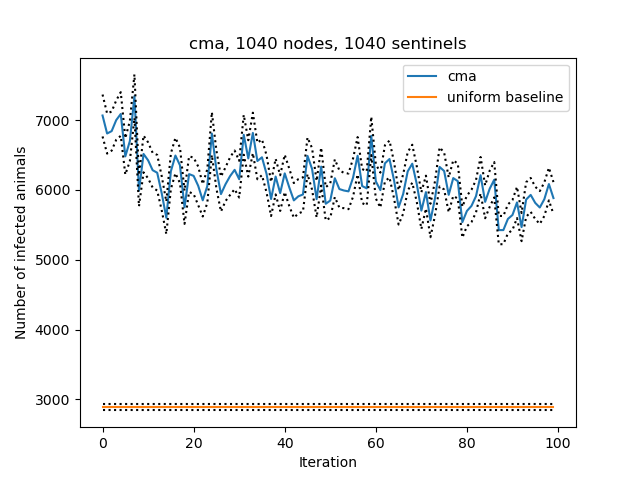 cma, 1040 nodes, 1040 sentinels
cma
uniform baseline
Number of infected animals
7000
6000
5000
4000
3000
0 20 40 60 80 100
Iteration